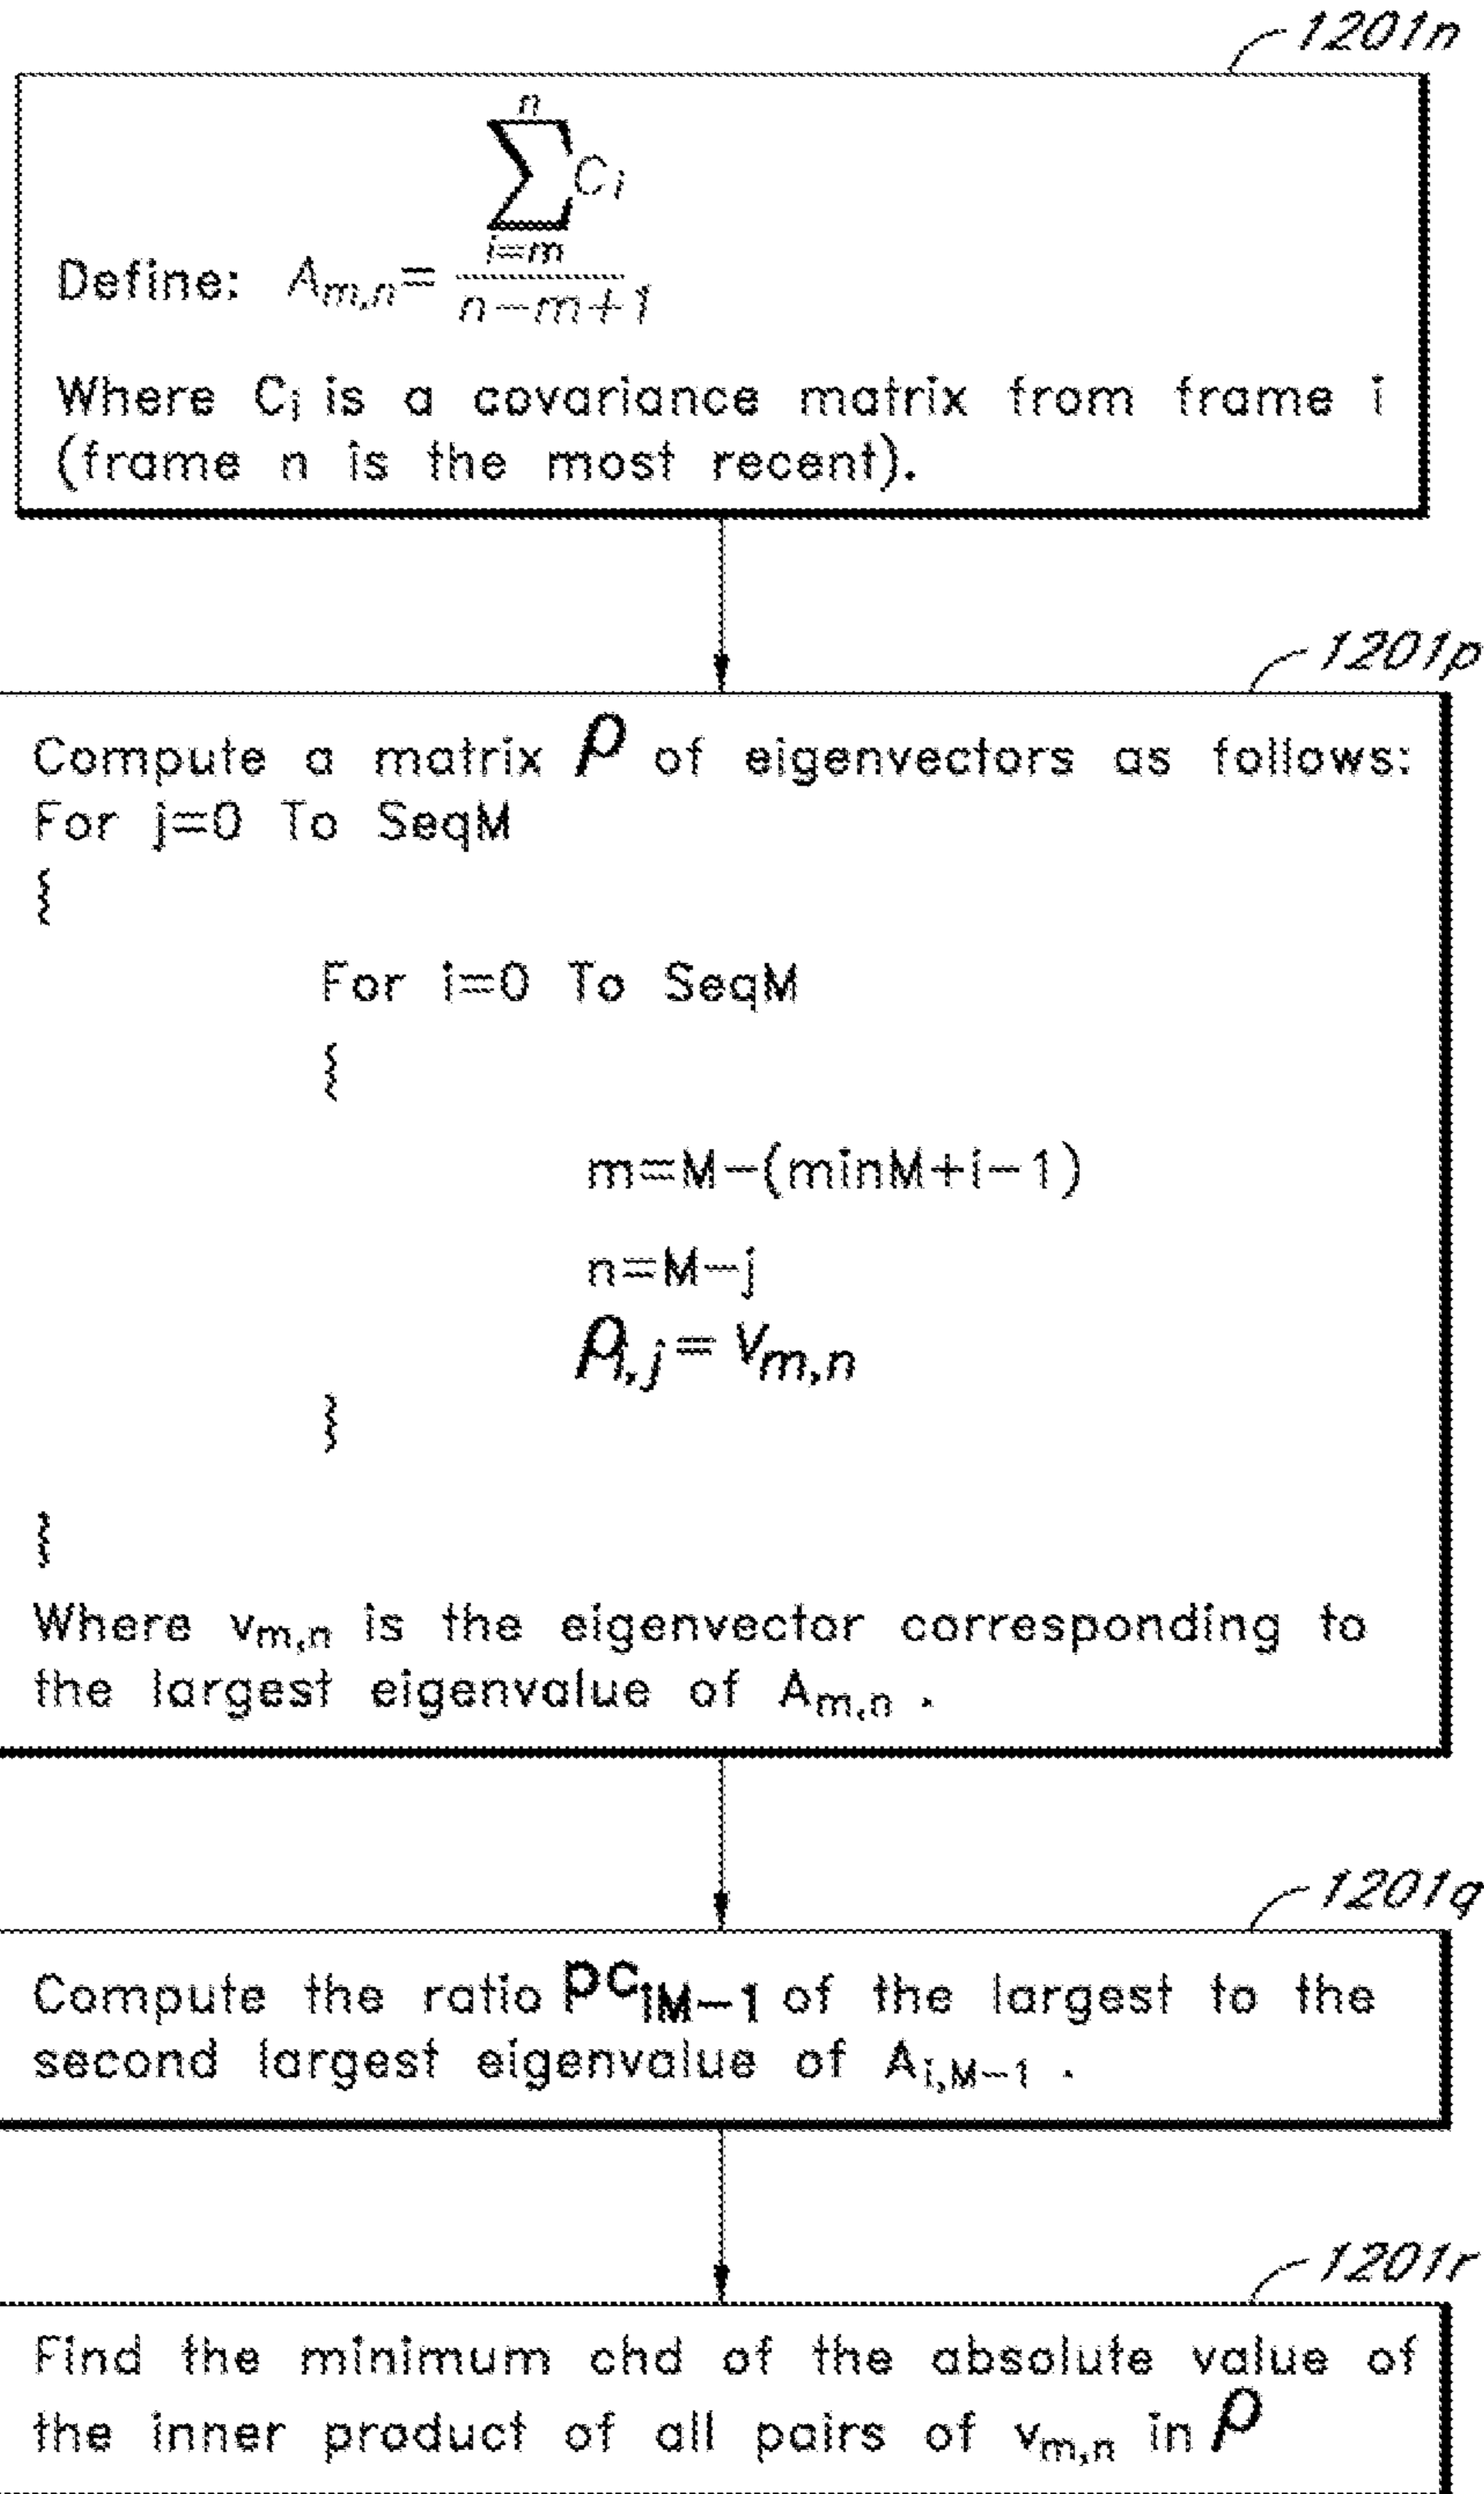 1201n
n
∑Cᵢ
i=m
Define: Aₘ,ₙ=
n-m+1
Where Cᵢ is a covariance matrix from frame i
(frame n is the most recent).
1201p
Compute a matrix ρ of eigenvectors as follows:
For j=0 To SeqM
{
For i=0 To SeqM
{
m=M-(minM+i-1)
n=M-j
ρi,j=vm,n
}
}
Where vm,n is the eigenvector corresponding to
the largest eigenvalue of Am,n .
1201q
Compute the ratio pciM-1 of the largest to the
second largest eigenvalue of Ai,M-1 .
1201r
Find the minimum chd of the absolute value of
the inner product of all pairs of vm,n in ρ